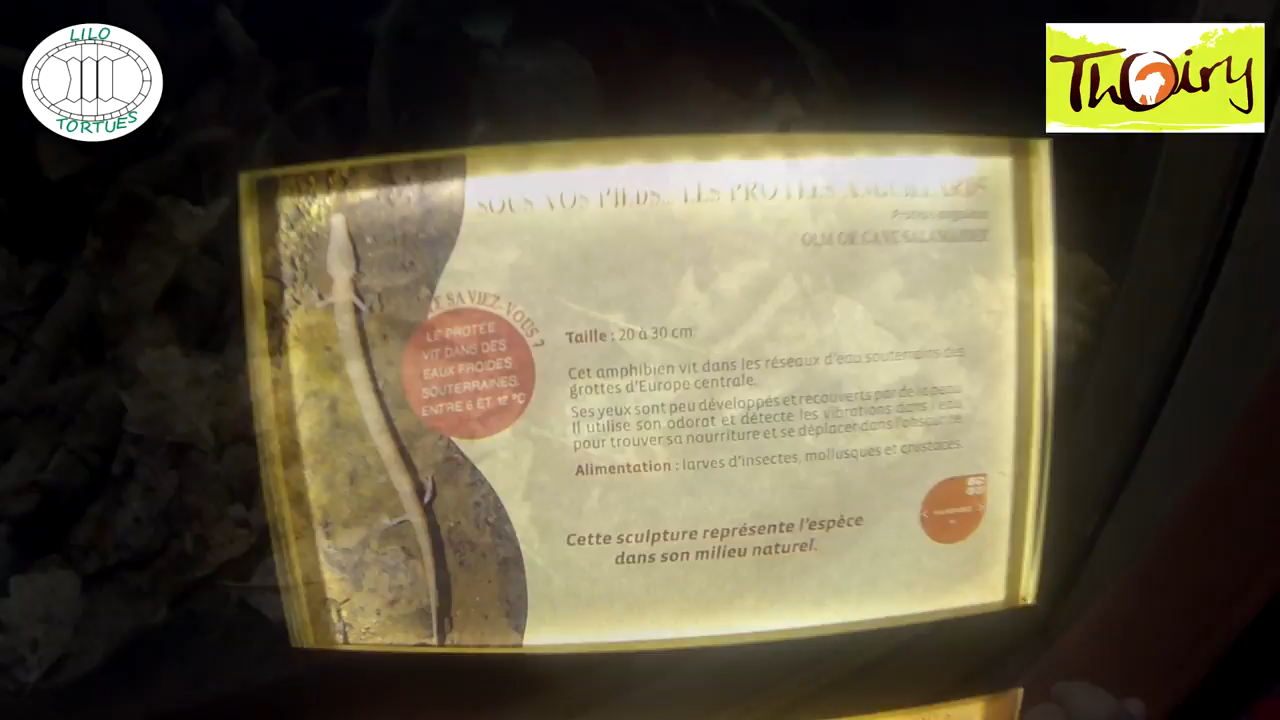 LILO
TORTUES
Thoiry
SOUS VOS PIEDS... LES PROTÉES ANGUILLARDS
OLM OR CAVE SALAMANDER
LE SAVIEZ-VOUS ?
LE PROTÉE
VIT DANS DES
EAUX FROIDES
SOUTERRAINES,
ENTRE 6 ET 12 °C
Taille : 20 à 30 cm
Cet amphibien vit dans les réseaux d'eau souterrains des
grottes d'Europe centrale.
Ses yeux sont peu développés et recouverts par de la peau.
Il utilise son odorat et détecte les vibrations dans l'eau
pour trouver sa nourriture et se déplacer dans l'obscurité.
Alimentation : larves d'insectes, mollusques et crustacés.
Cette sculpture représente l'espèce
dans son milieu naturel.